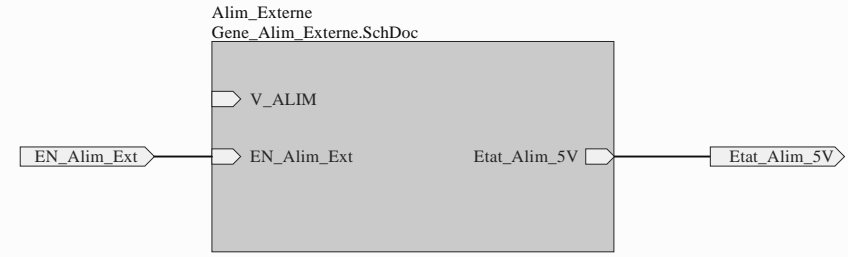 Alim_Externe
Gene_Alim_Externe.SchDoc
V_ALIM
EN_Alim_Ext
EN_Alim_Ext
Etat_Alim_5V
Etat_Alim_5V